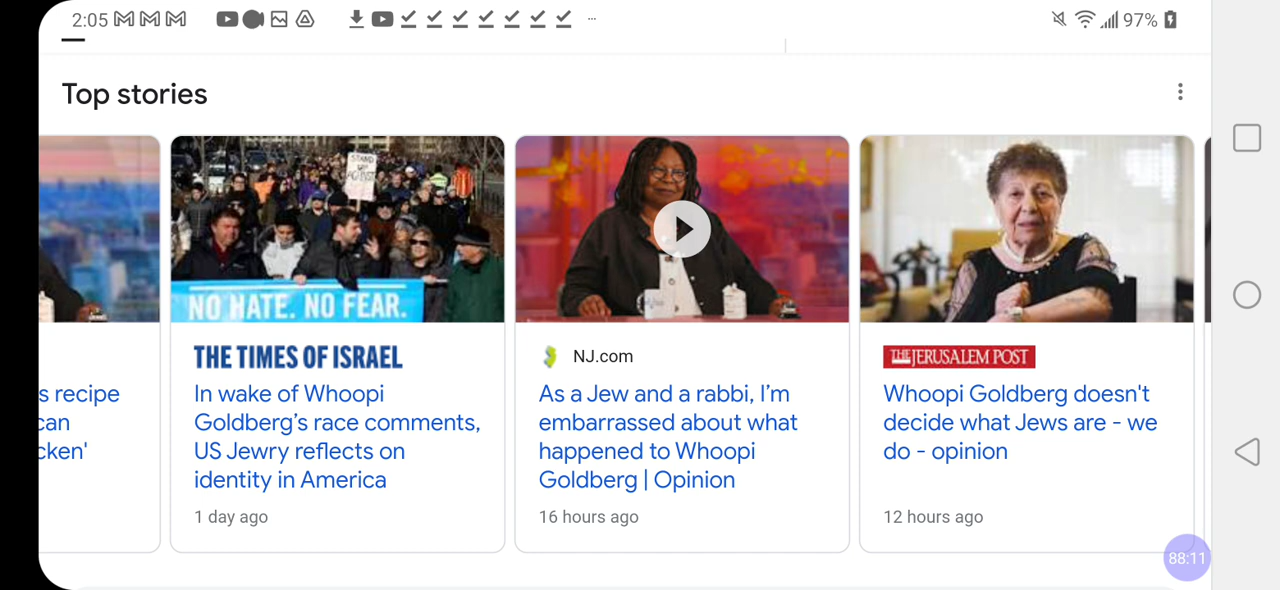 2:05
97%
Top stories
s recipe
can
cken'
STAND
UP
AGAINST
NO HATE. NO FEAR.
THE TIMES OF ISRAEL
In wake of Whoopi
Goldberg's race comments,
US Jewry reflects on
identity in America
1 day ago
NJ.com
As a Jew and a rabbi, I'm
embarrassed about what
happened to Whoopi
Goldberg | Opinion
16 hours ago
THE JERUSALEM POST
Whoopi Goldberg doesn't
decide what Jews are - we
do - opinion
12 hours ago
88:11